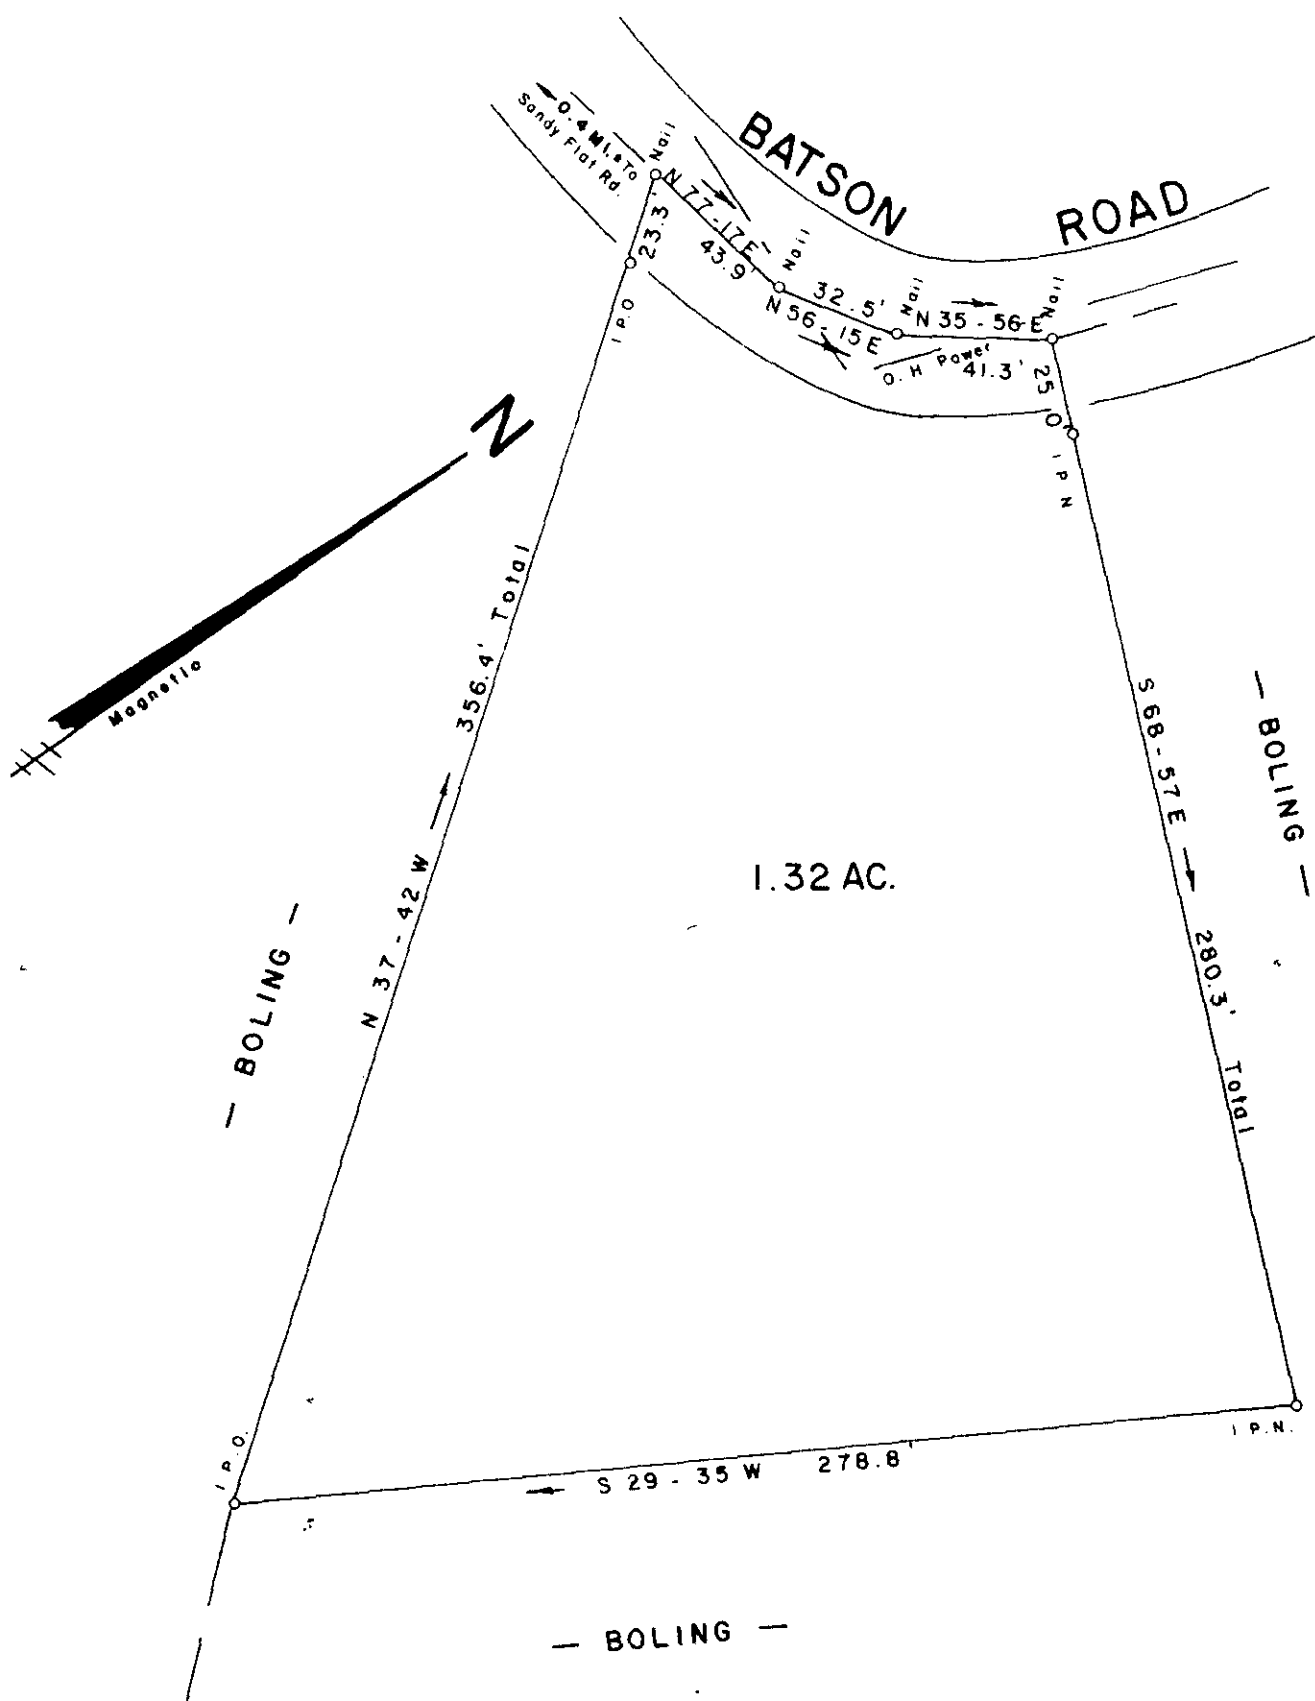 BATSON ROAD
0.4 Mi.± To
Sandy Flat Rd.
Nail
N 77-17 E
43.9'
23.3'
I P.O
Nail
32.5'
N 56-15 E
Nail
N 35-56 E
41.3'
O. H Power
Nail
25.0'
I P N
N
Magnetic
N 37-42 W 356.4' Total
S 68-57 E 280.3' Total
- BOLING -
1.32 AC.
- BOLING -
I P.O.
S 29-35 W 278.8'
I P.N.
- BOLING -